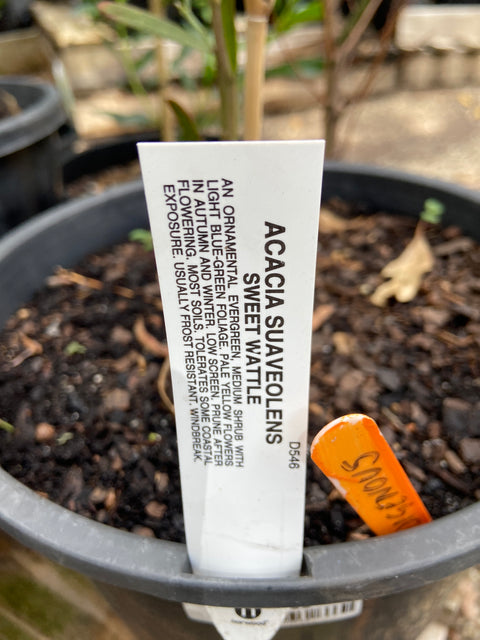 ACACIA SUAVEOLENS
SWEET WATTLE
D546
AN ORNAMENTAL EVERGREEN, MEDIUM SHRUB WITH
LIGHT BLUE-GREEN FOLIAGE. PALE YELLOW FLOWERS
IN AUTUMN AND WINTER. LOW SCREEN. PRUNE AFTER
FLOWERING. MOST SOILS. TOLERATES SOME COASTAL
EXPOSURE. USUALLY FROST RESISTANT. WINDBREAK.